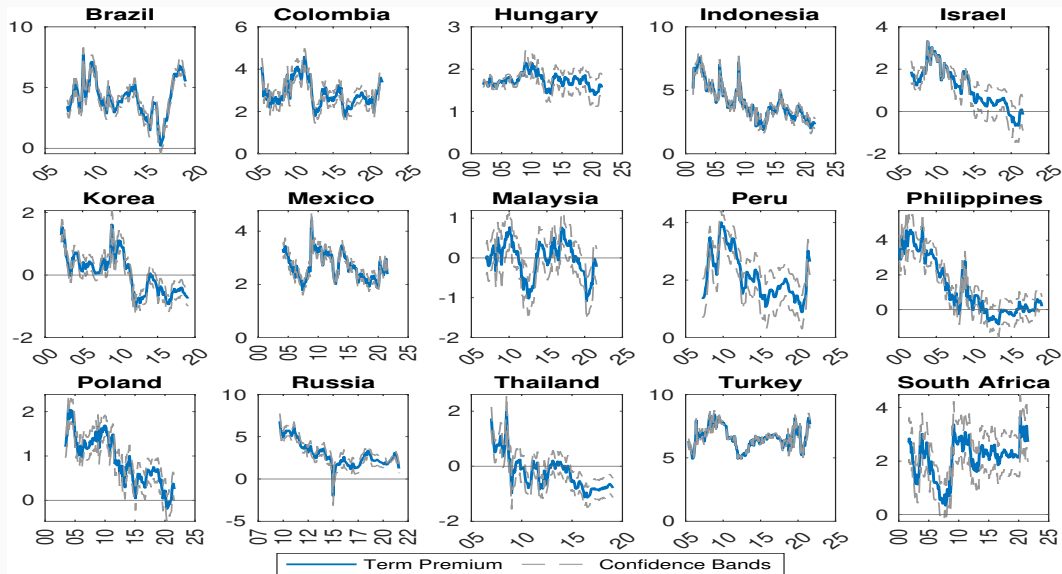 Brazil Colombia Hungary Indonesia Israel
10 6 3 10 4
5 4 2 5 2
0 2 1 0 0
-2
05 10 15 20 05 10 15 20 25 00 05 10 15 20 25 00 05 10 15 20 25 05 10 15 20 25
Korea Mexico Malaysia Peru Philippines
2 4 1 4 4
0 2 0 2 2
-2 0 -1 0 0
-2
00 05 10 15 20 00 05 10 15 20 25 05 10 15 20 25 05 10 15 20 25 00 05 10 15 20
Poland Russia Thailand Turkey South Africa
2 10 2 10 4
1 5 0 5 2
0 0 -2 0 0
-5
00 05 10 15 20 25 07 10 12 15 17 20 22 05 10 15 20 05 10 15 20 25 00 05 10 15 20 25
Term Premium Confidence Bands